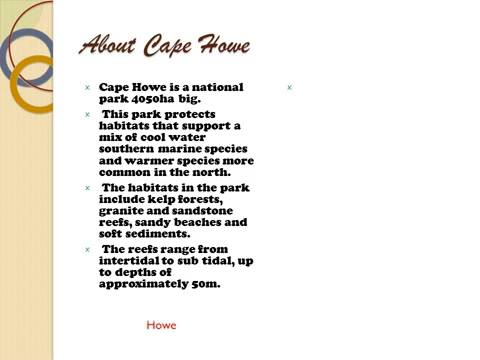 About Cape Howe
x Cape Howe is a national
park 4050ha big.
x This park protects
habitats that support a
mix of cool water
southern marine species
and warmer species more
common in the north.
x The habitats in the park
include kelp forests,
granite and sandstone
reefs, sandy beaches and
soft sediments.
x The reefs range from
intertidal to sub tidal, up
to depths of
approximately 50m.
x
Howe